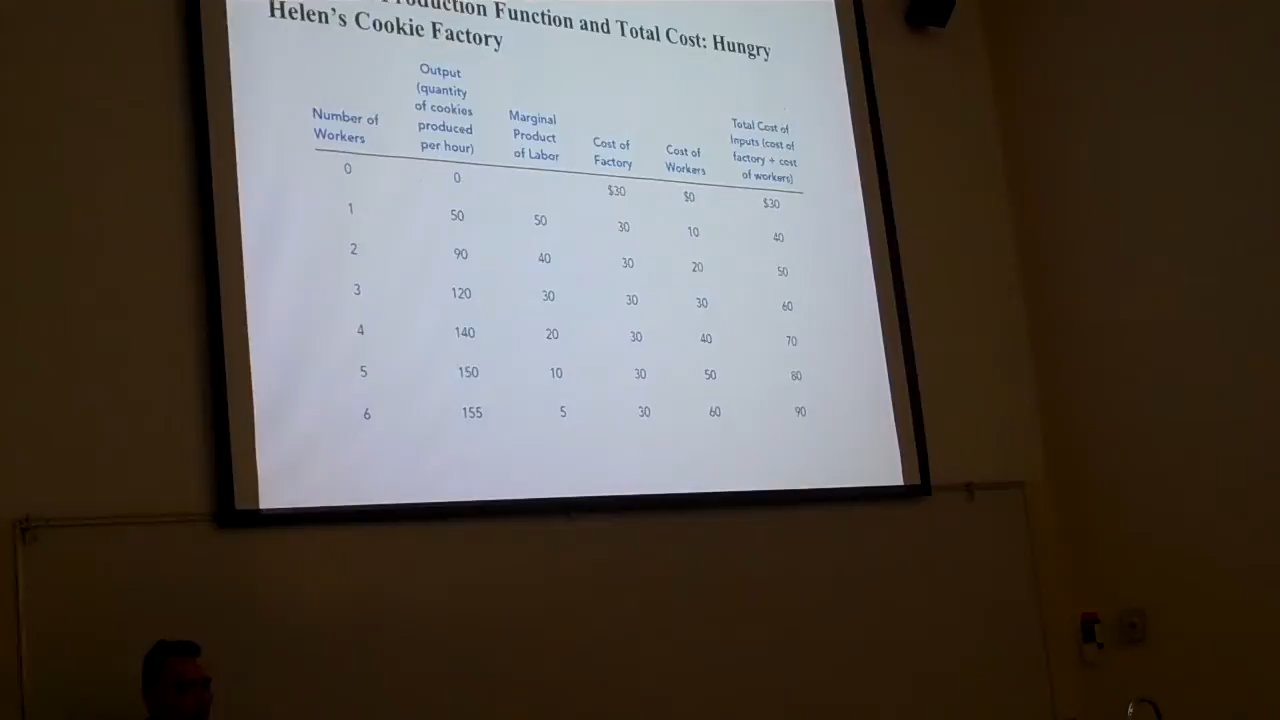 Production Function and Total Cost: Hungry
Helen's Cookie Factory
Number of
Workers
Output
(quantity
of cookies
produced
per hour)
Marginal
Product
of Labor
Cost of
Factory
Cost of
Workers
Total Cost of
Inputs (cost of
factory + cost
of workers)
0 0 $30 $0 $30
1 50 50 30 10 40
2 90 40 30 20 50
3 120 30 30 30 60
4 140 20 30 40 70
5 150 10 30 50 80
6 155 5 30 60 90